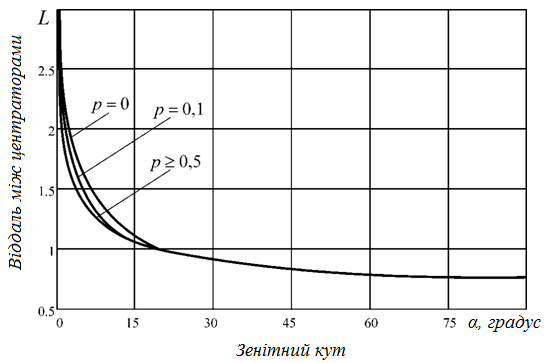 L
2.5
2
1.5
1
0.5
Віддаль між центраторами
p = 0
p = 0,1
p ≥ 0,5
0 15 30 45 60 75 α, градус
Зенітний кут